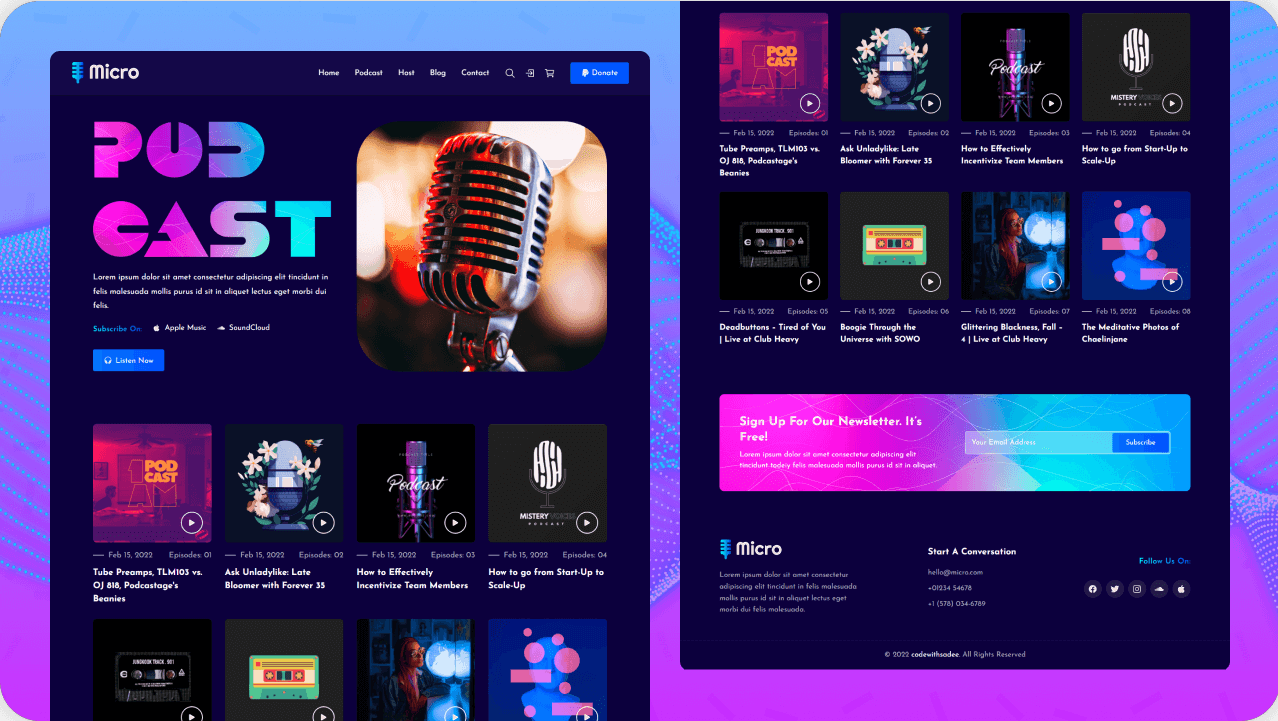 Micro
Home Podcast Host Blog Contact Donate
POD
CAST
Lorem ipsum dolor sit amet consectetur adipiscing elit tincidunt in
felis malesuada mollis purus id sit in aliquet lectus eget morbi dui
felis.
Subscribe On: Apple Music SoundCloud
Listen Now
1 POD
CAST
AM
Podcast
MISTERY VOICES
PODCAST
Feb 15, 2022 Episodes: 01
Tube Preamps, TLM103 vs.
OJ 818, Podcastage's
Beanies
Feb 15, 2022 Episodes: 02
Ask Unladylike: Late
Bloomer with Forever 35
Feb 15, 2022 Episodes: 03
How to Effectively
Incentivize Team Members
Feb 15, 2022 Episodes: 04
How to go from Start-Up to
Scale-Up
JUNGNOOK TRACK . 901
1 POD
CAST
AM
Podcast
MISTERY VOICES
PODCAST
Feb 15, 2022 Episodes: 01
Tube Preamps, TLM103 vs.
OJ 818, Podcastage's
Beanies
Feb 15, 2022 Episodes: 02
Ask Unladylike: Late
Bloomer with Forever 35
Feb 15, 2022 Episodes: 03
How to Effectively
Incentivize Team Members
Feb 15, 2022 Episodes: 04
How to go from Start-Up to
Scale-Up
JUNGNOOK TRACK . 901
Feb 15, 2022 Episodes: 05
Deadbuttons – Tired of You
| Live at Club Heavy
Feb 15, 2022 Episodes: 06
Boogie Through the
Universe with SOWO
Feb 15, 2022 Episodes: 07
Glittering Blackness, Fall –
4 | Live at Club Heavy
Feb 15, 2022 Episodes: 08
The Meditative Photos of
Chaelinjane
Sign Up For Our Newsletter. It's
Free!
Lorem ipsum dolor sit amet consectetur adipiscing elit
tincidunt todely felis malesuada mollis purus id sit in aliquet.
Your Email Address Subscribe
Micro
Lorem ipsum dolor sit amet consectetur
adipiscing elit tincidunt in felis malesuada
mollis purus id sit in aliquet lectus eget
morbi dui felis malesuada.
Start A Conversation
hello@micro.com
+01234 54678
+1 (578) 034-6789
Follow Us On:
© 2022 codewithsadee. All Rights Reserved